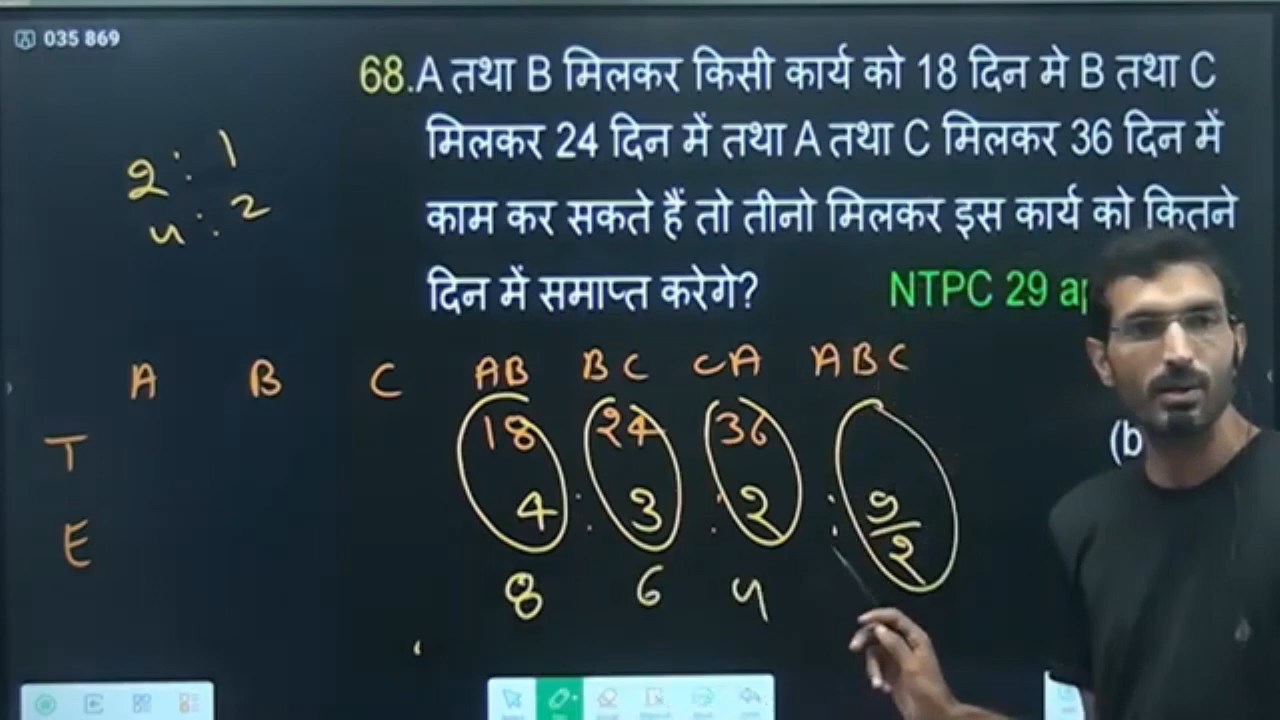 035 869
68.A तथा B मिलकर किसी कार्य को 18 दिन मे B तथा C
मिलकर 24 दिन में तथा A तथा C मिलकर 36 दिन में
काम कर सकते हैं तो तीनो मिलकर इस कार्य को कितने
दिन में समाप्त करेगे? NTPC 29 ap
2 : 1
4 : 2
A B C AB BC CA ABC
T 18 24 36
E 4 : 3 : 2 : 9/2
8 6 4
(b